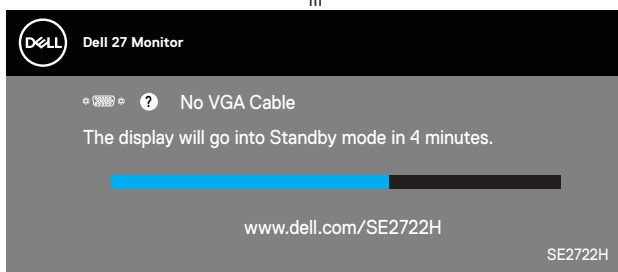 DELL
Dell 27 Monitor
? No VGA Cable
The display will go into Standby mode in 4 minutes.
www.dell.com/SE2722H
SE2722H